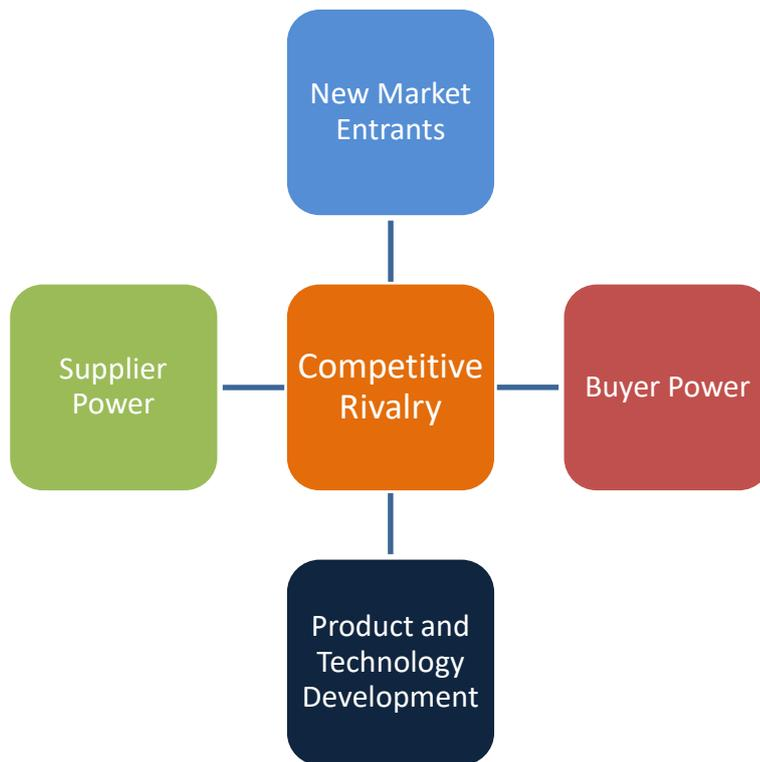 New Market
Entrants
Supplier
Power
Competitive
Rivalry
Buyer Power
Product and
Technology
Development